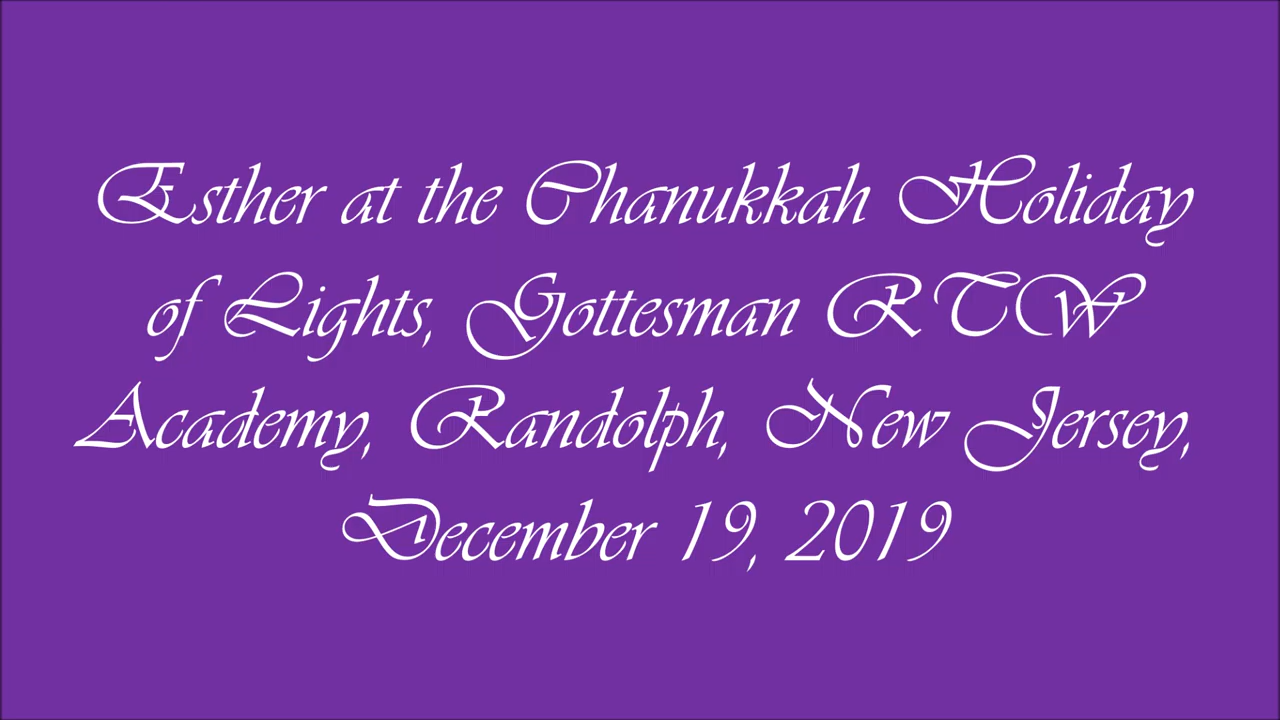 Esther at the Chanukkah Holiday
of Lights, Gottesman RTW
Academy, Randolph, New Jersey,
December 19, 2019